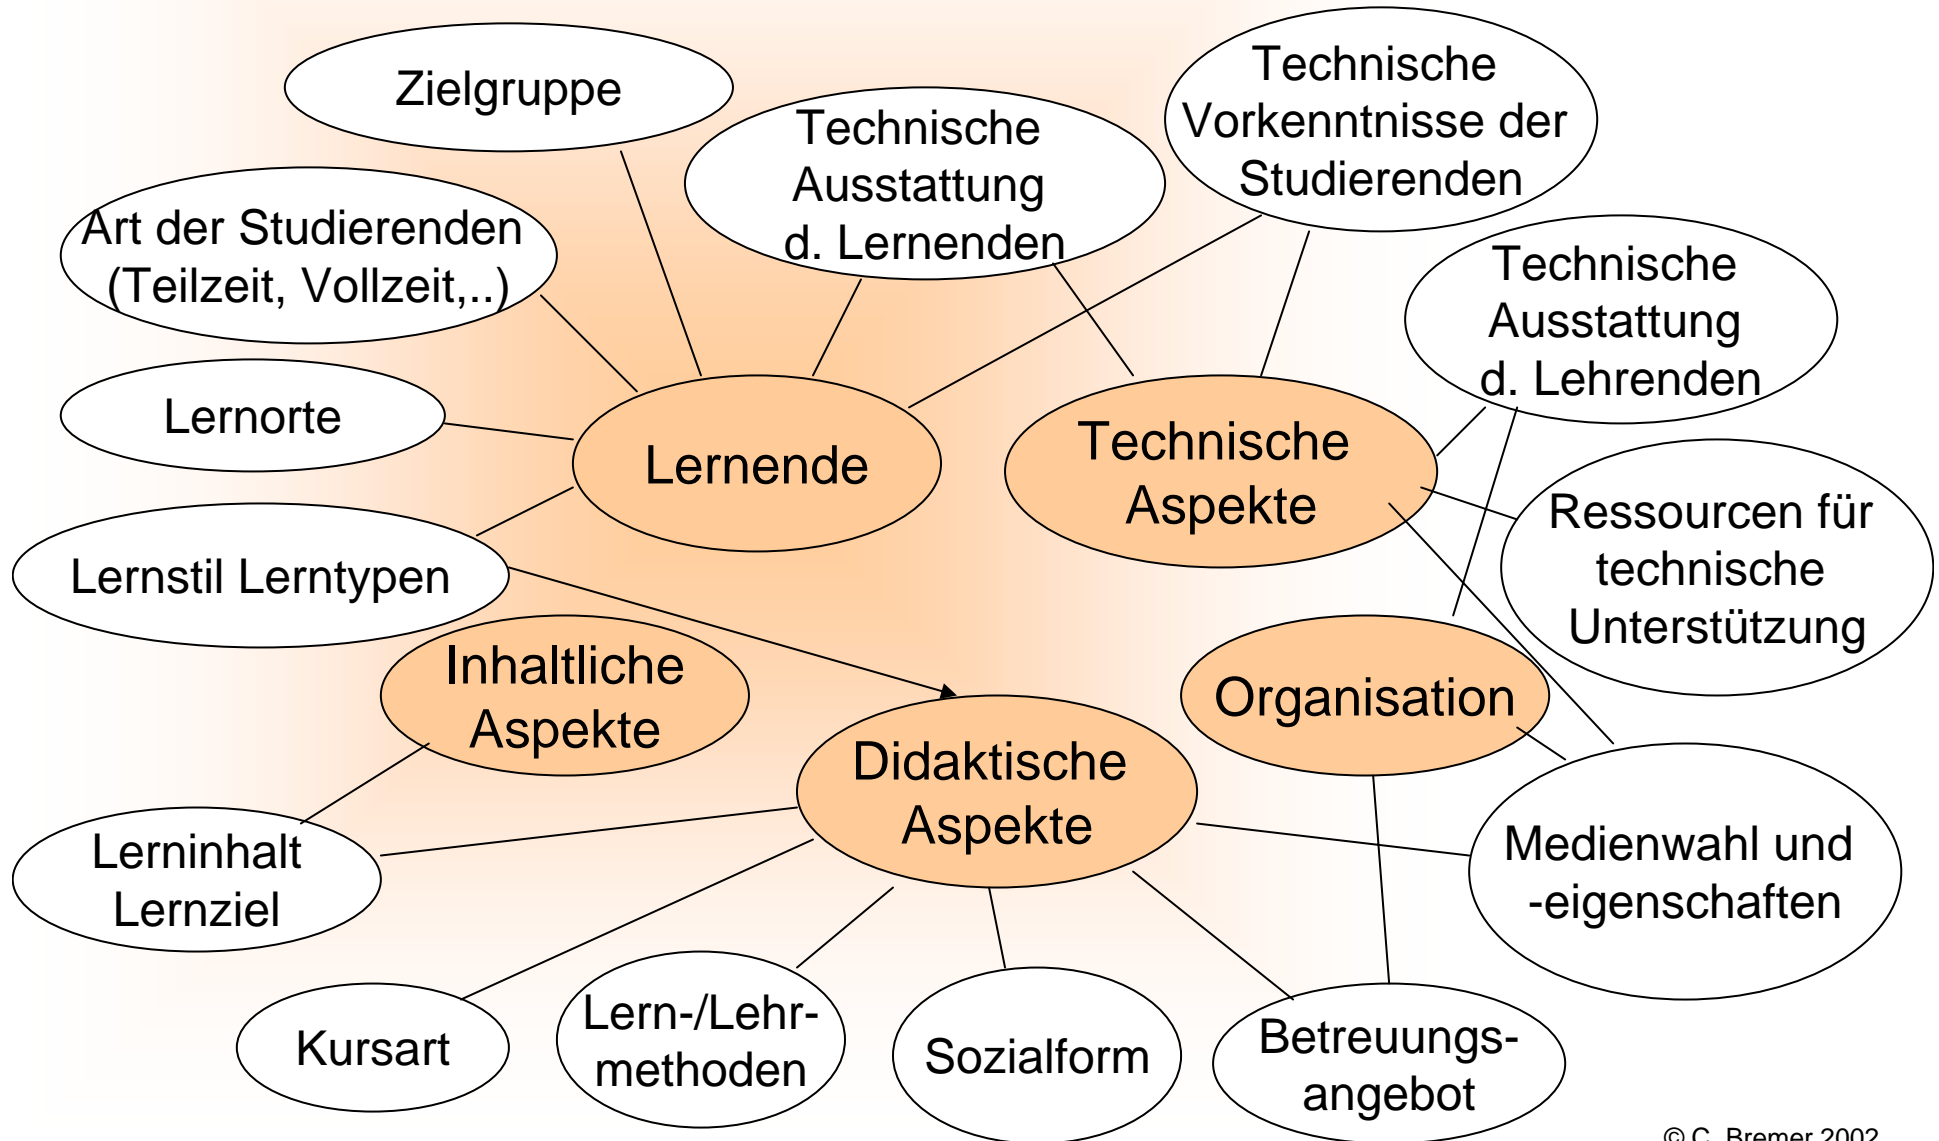 Zielgruppe
Technische
Vorkenntnisse der
Studierenden
Technische
Ausstattung
d. Lernenden
Art der Studierenden
(Teilzeit, Vollzeit,..)
Technische
Ausstattung
d. Lehrenden
Lernorte
Lernende
Technische
Aspekte
Ressourcen für
technische
Unterstützung
Lernstil Lerntypen
Inhaltliche
Aspekte
Organisation
Didaktische
Aspekte
Lerninhalt
Lernziel
Medienwahl und
-eigenschaften
Kursart
Lern-/Lehr-
methoden
Sozialform
Betreuungs-
angebot
© C. Bremer 2002